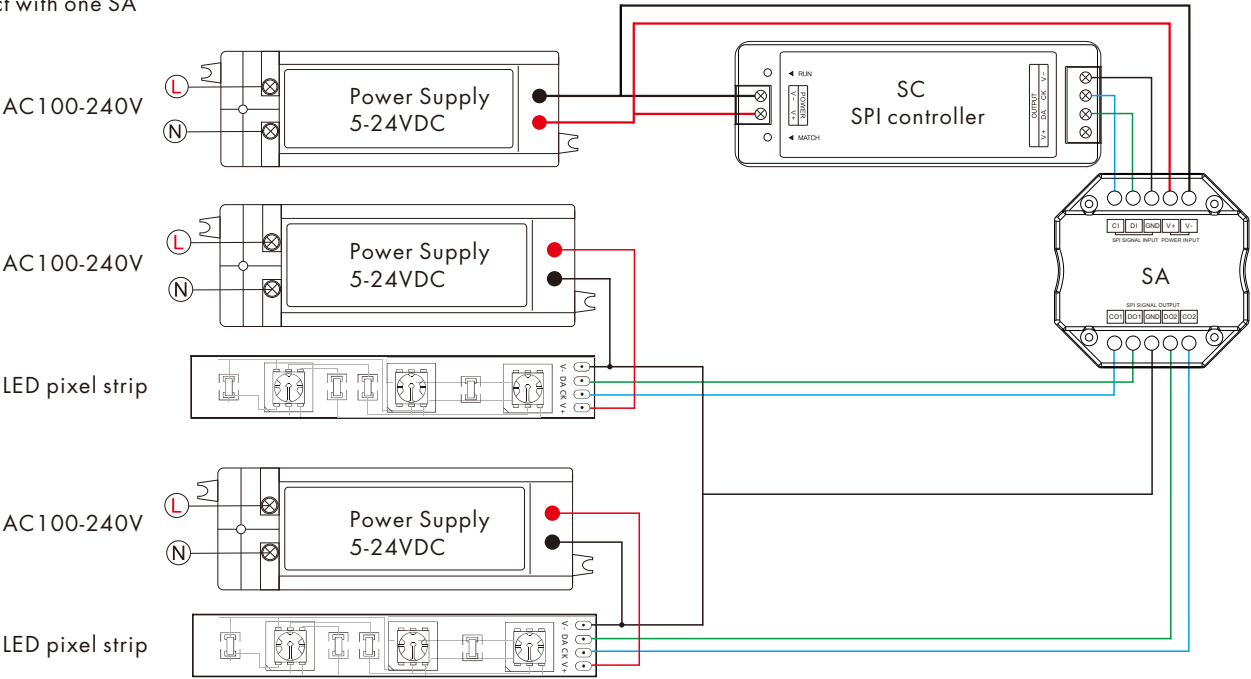 ct with one SA
AC100-240V
L
N
Power Supply
5-24VDC
RUN
POWER
V- V+
MATCH
SC
SPI controller
OUTPUT
V+ DA CK V-
CI DI GND V+ V-
SPI SIGNAL INPUT POWER INPUT
SA
SPI SIGNAL OUTPUT
CO1 DO1 GND DO2 CO2
AC100-240V
L
N
Power Supply
5-24VDC
LED pixel strip
V- DA CK V+
AC100-240V
L
N
Power Supply
5-24VDC
LED pixel strip
V- DA CK V+